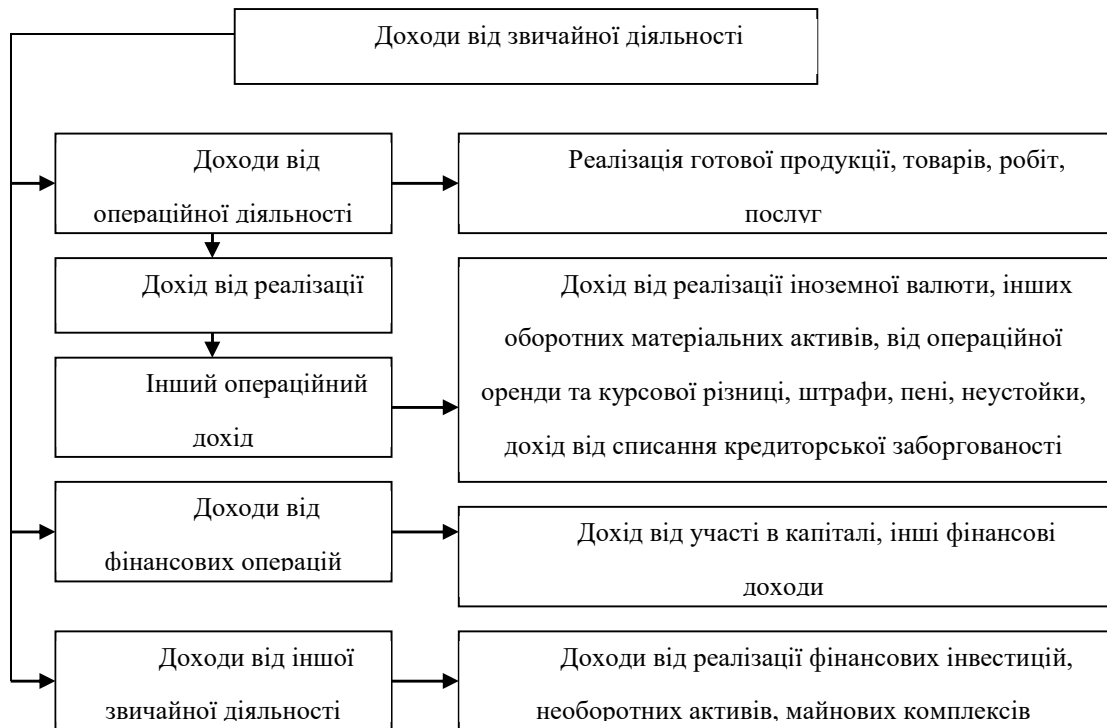 Доходи від звичайної діяльності
Доходи від
операційної діяльності
Реалізація готової продукції, товарів, робіт,
послуг
Дохід від реалізації
Дохід від реалізації іноземної валюти, інших
оборотних матеріальних активів, від операційної
оренди та курсової різниці, штрафи, пені, неустойки,
дохід від списання кредиторської заборгованості
Інший операційний
дохід
Доходи від
фінансових операцій
Дохід від участі в капіталі, інші фінансові
доходи
Доходи від іншої
звичайної діяльності
Доходи від реалізації фінансових інвестицій,
необоротних активів, майнових комплексів